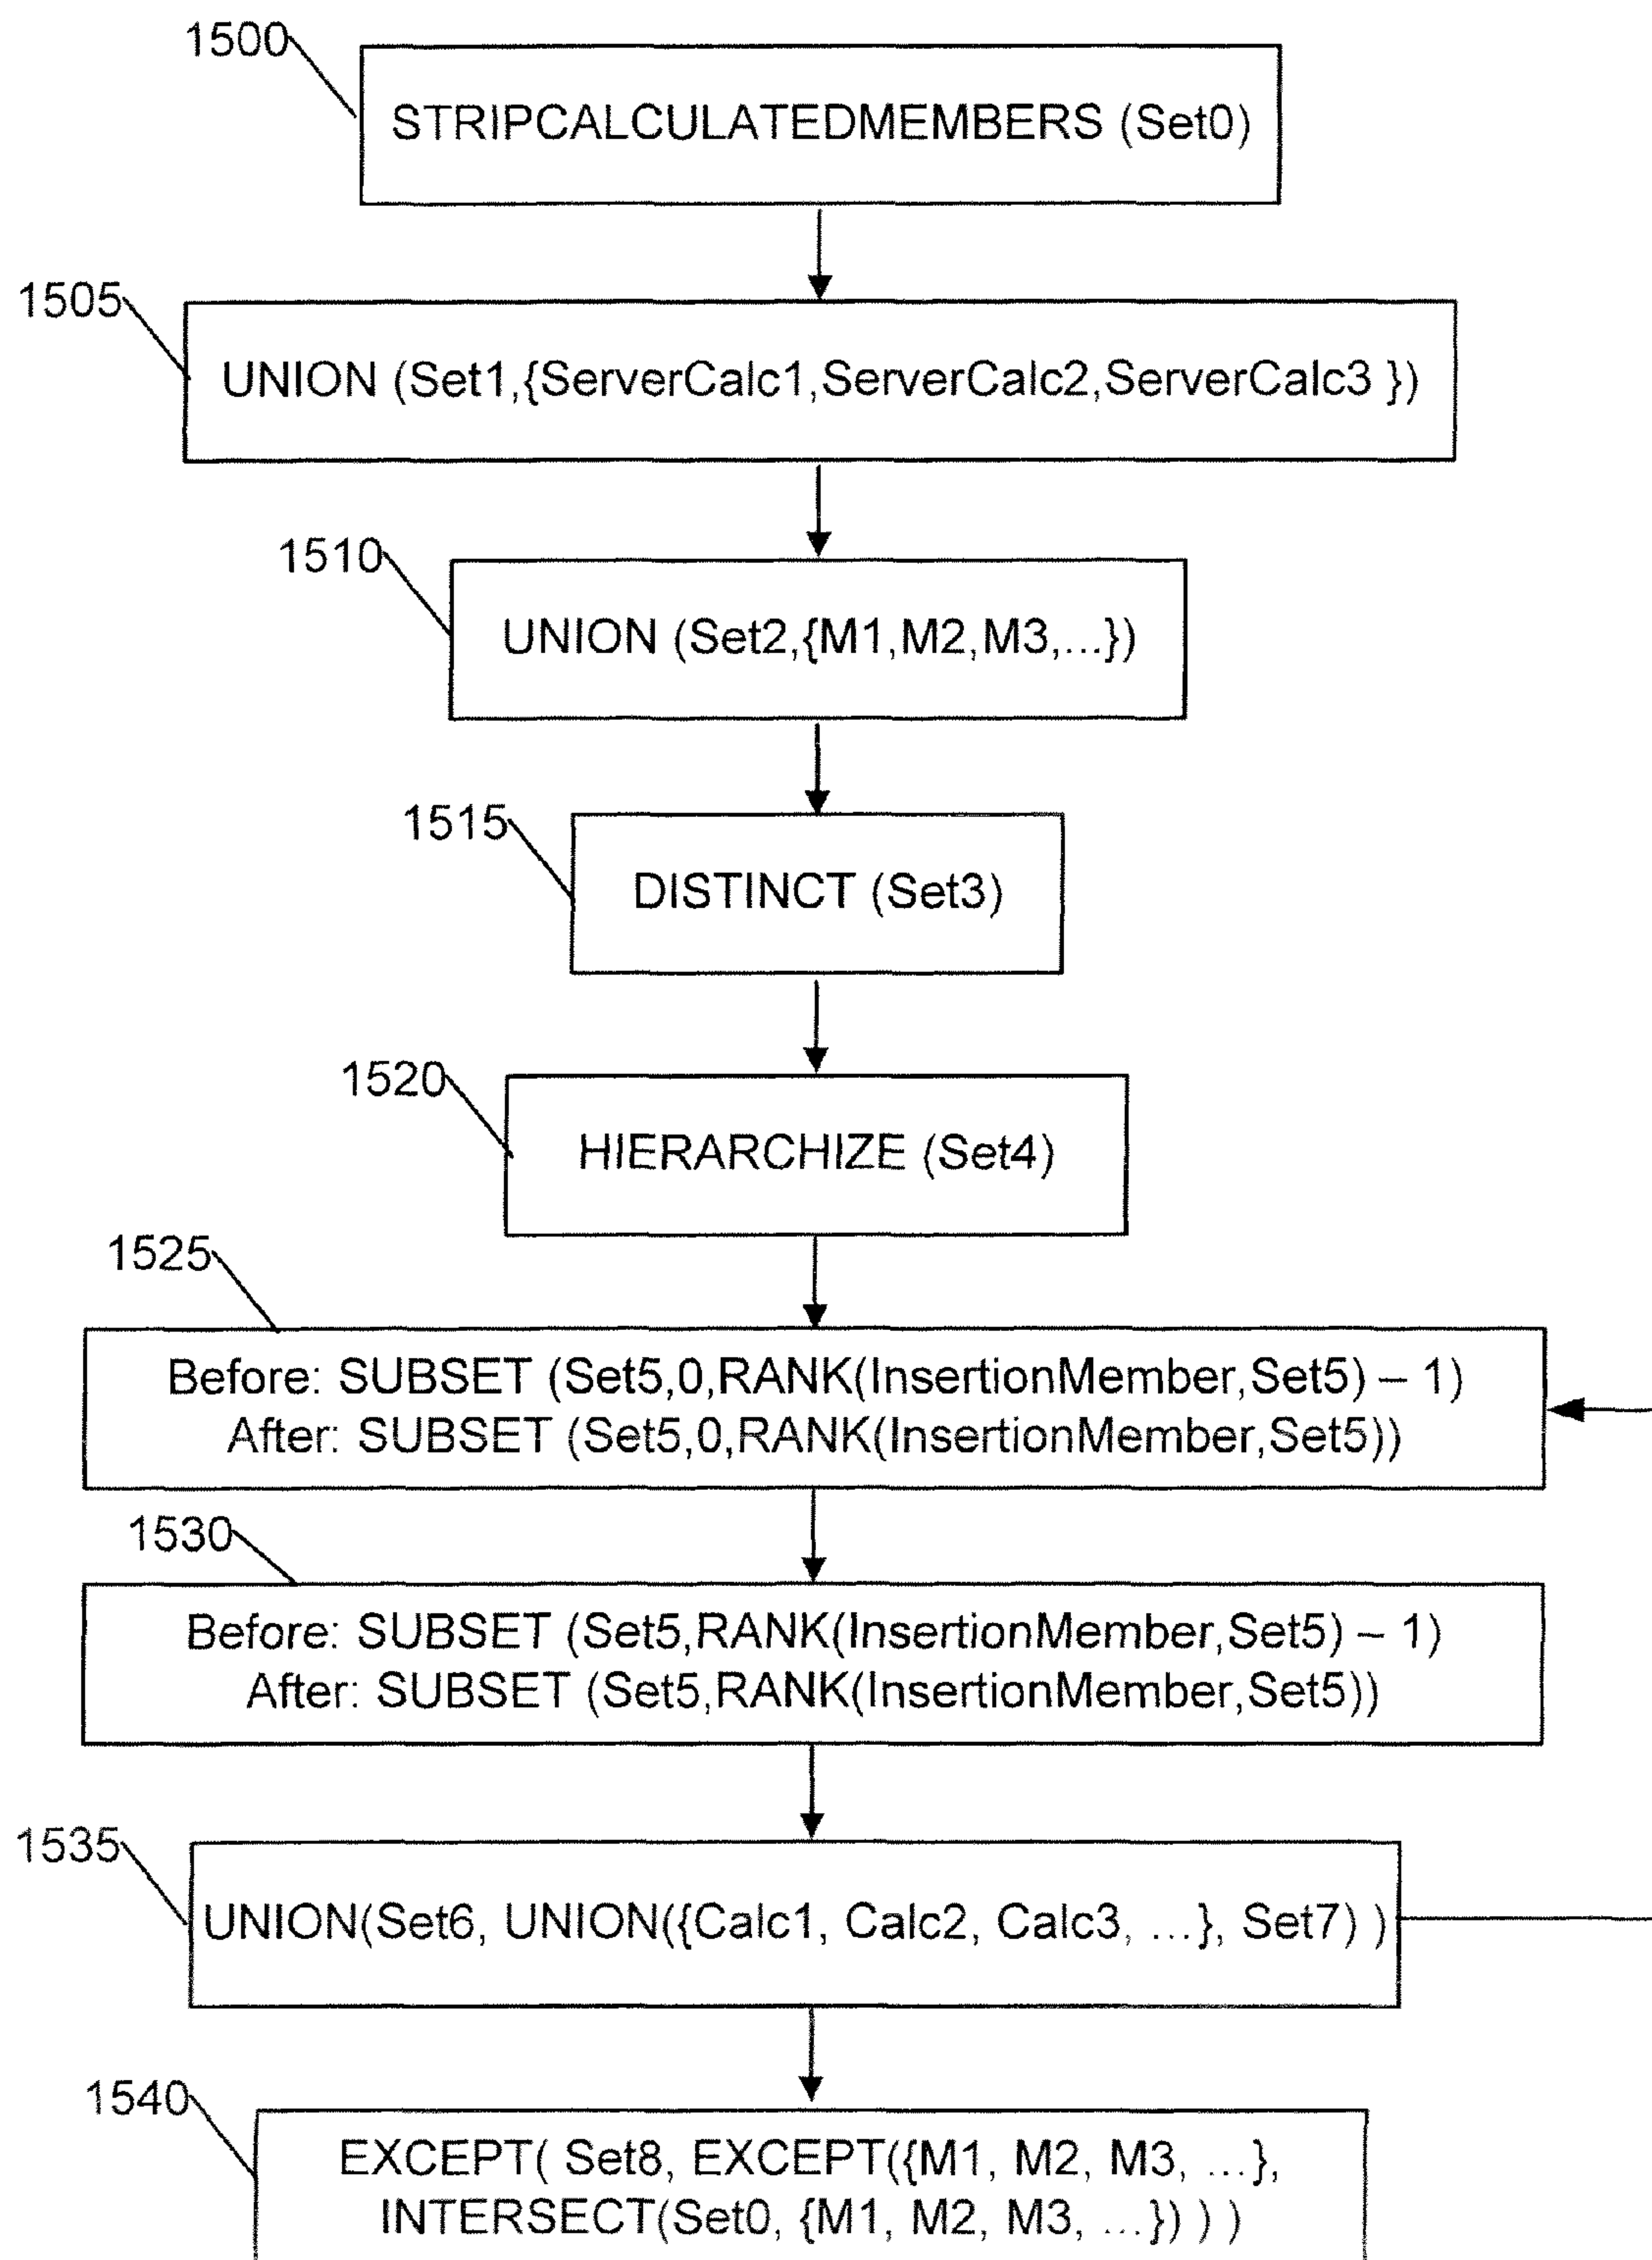 1500
STRIPCALCULATEDMEMBERS (Set0)
1505
UNION (Set1,{ServerCalc1,ServerCalc2,ServerCalc3 })
1510
UNION (Set2,{M1,M2,M3,...})
1515
DISTINCT (Set3)
1520
HIERARCHIZE (Set4)
1525
Before: SUBSET (Set5,0,RANK(InsertionMember,Set5) – 1)
After: SUBSET (Set5,0,RANK(InsertionMember,Set5))
1530
Before: SUBSET (Set5,RANK(InsertionMember,Set5) – 1)
After: SUBSET (Set5,RANK(InsertionMember,Set5))
1535
UNION(Set6, UNION({Calc1, Calc2, Calc3, ...}, Set7) )
1540
EXCEPT( Set8, EXCEPT({M1, M2, M3, ...},
INTERSECT(Set0, {M1, M2, M3, ...}) ) )